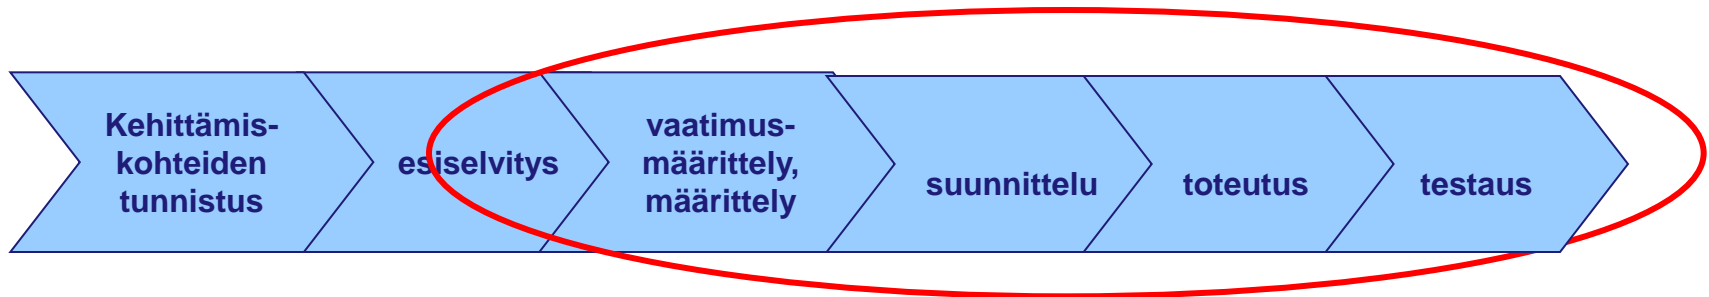 Kehittämis-
kohteiden
tunnistus
esiselvitys
vaatimus-
määrittely,
määrittely
suunnittelu
toteutus
testaus